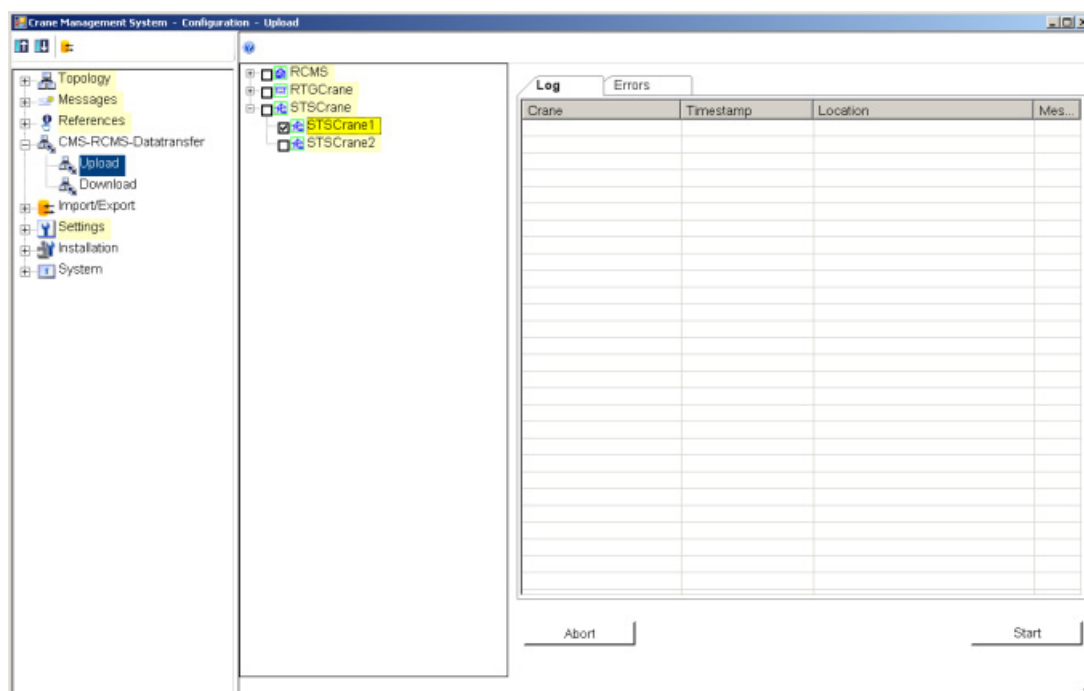 Crane Management System - Configuration - Upload
Topology
Messages
References
CMS-RCMS-Datatransfer
Upload
Download
Import/Export
Settings
Installation
System
RCMS
RTGCrane
STSCrane
STSCrane1
STSCrane2
Log
Errors
Crane
Timestamp
Location
Mes...
Abort
Start